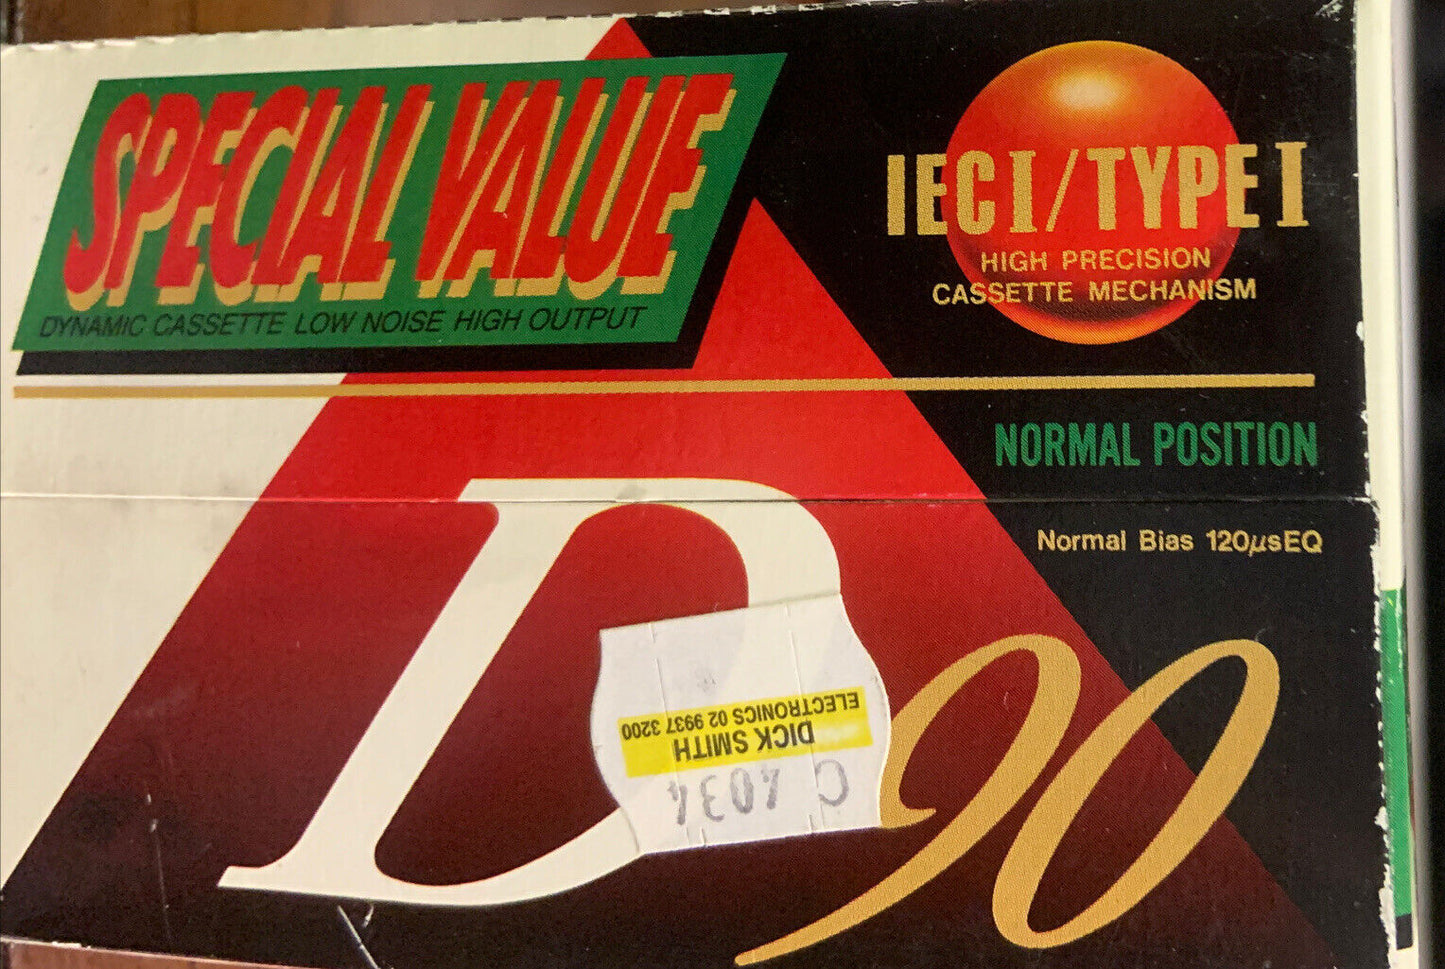 SPECIAL VALUE
DYNAMIC CASSETTE LOW NOISE HIGH OUTPUT
IEC I/TYPE I
HIGH PRECISION
CASSETTE MECHANISM
NORMAL POSITION
Normal Bias 120μsEQ
D90
DICK SMITH
ELECTRONICS 02 9937 3200
C 4034